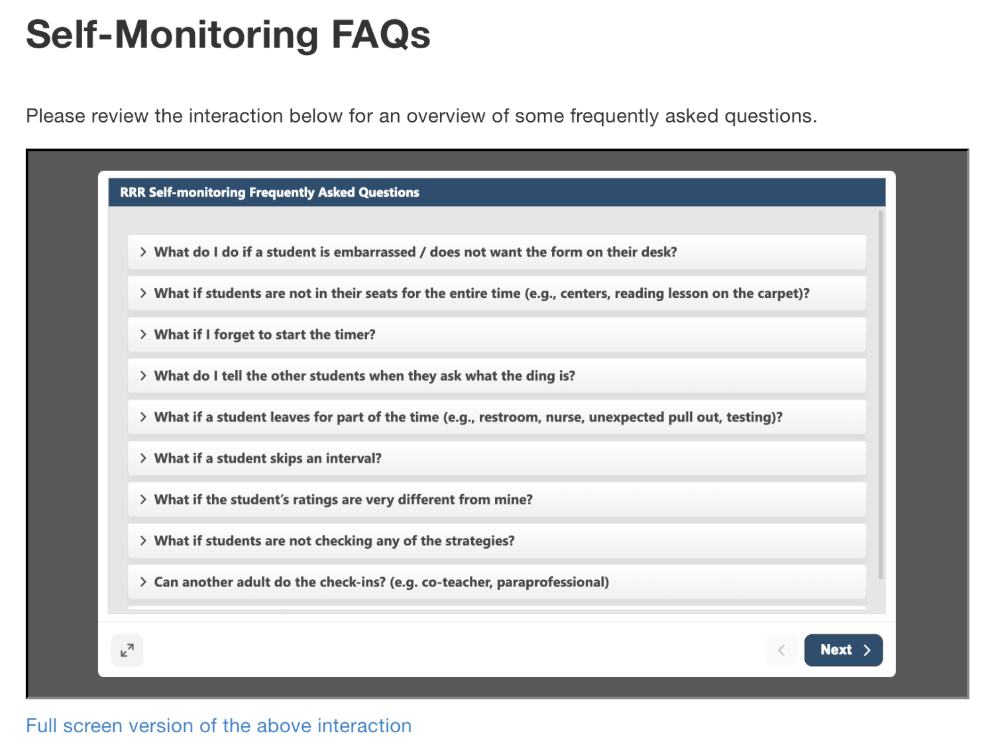 Self-Monitoring FAQs
Please review the interaction below for an overview of some frequently asked questions.
RRR Self-monitoring Frequently Asked Questions
What do I do if a student is embarrassed / does not want the form on their desk?
What if students are not in their seats for the entire time (e.g., centers, reading lesson on the carpet)?
What if I forget to start the timer?
What do I tell the other students when they ask what the ding is?
What if a student leaves for part of the time (e.g., restroom, nurse, unexpected pull out, testing)?
What if a student skips an interval?
What if the student’s ratings are very different from mine?
What if students are not checking any of the strategies?
Can another adult do the check-ins? (e.g. co-teacher, paraprofessional)
Next
Full screen version of the above interaction